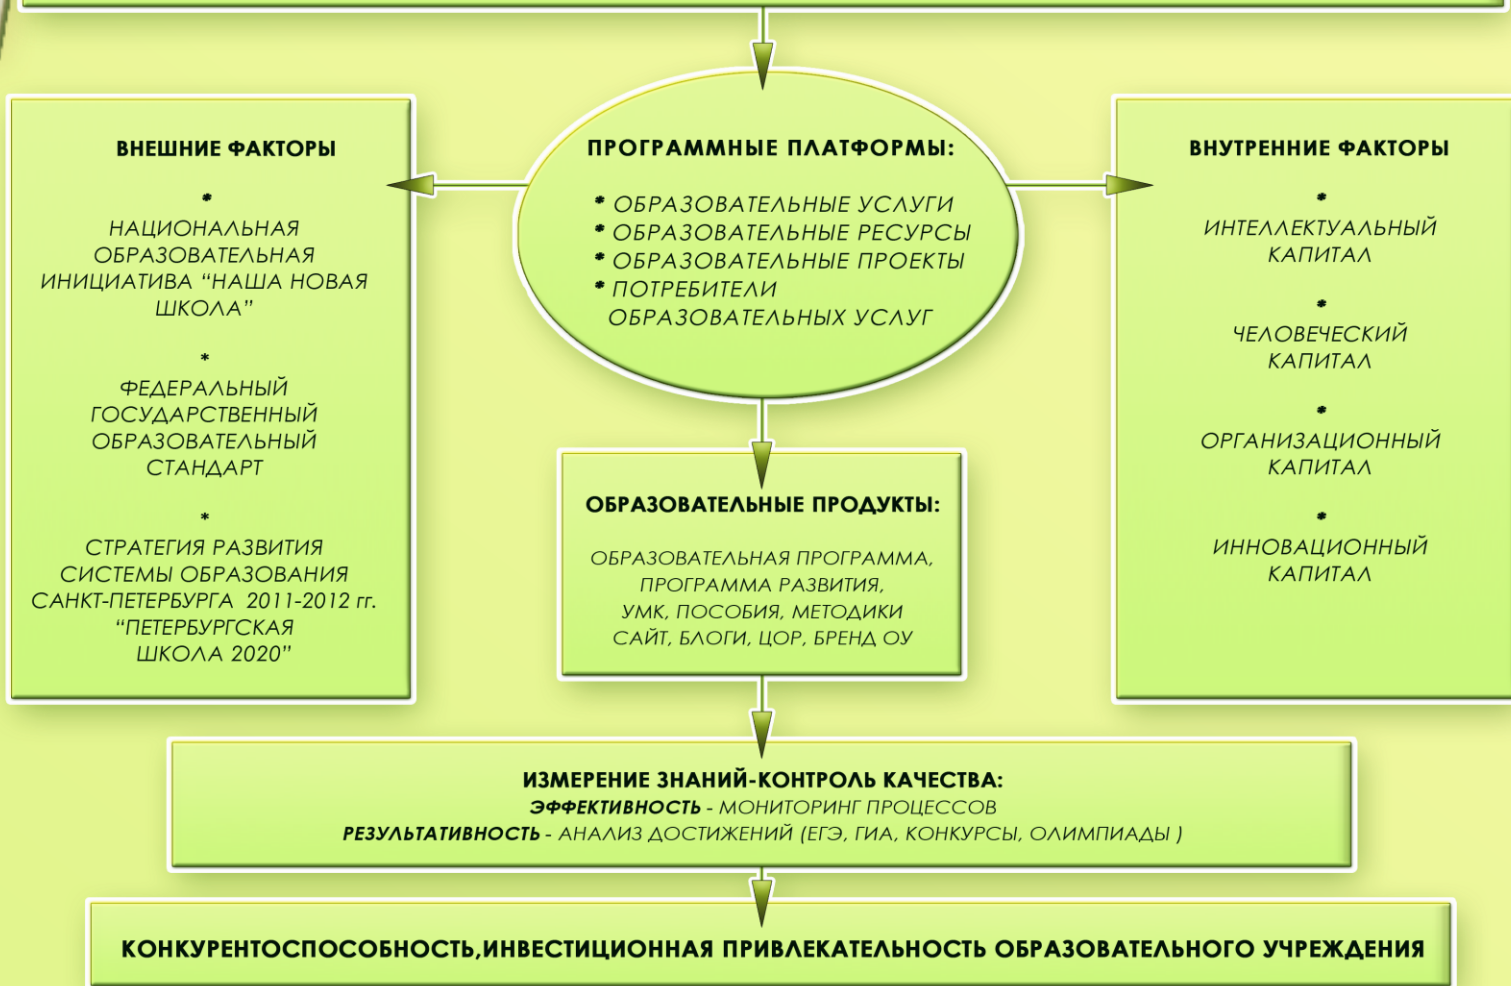 ВНЕШНИЕ ФАКТОРЫ
*
НАЦИОНАЛЬНАЯ
ОБРАЗОВАТЕЛЬНАЯ
ИНИЦИАТИВА “НАША НОВАЯ
ШКОЛА”
*
ФЕДЕРАЛЬНЫЙ
ГОСУДАРСТВЕННЫЙ
ОБРАЗОВАТЕЛЬНЫЙ
СТАНДАРТ
*
СТРАТЕГИЯ РАЗВИТИЯ
СИСТЕМЫ ОБРАЗОВАНИЯ
САНКТ-ПЕТЕРБУРГА 2011-2012 гг.
“ПЕТЕРБУРГСКАЯ
ШКОЛА 2020”
ПРОГРАММНЫЕ ПЛАТФОРМЫ:
* ОБРАЗОВАТЕЛЬНЫЕ УСЛУГИ
* ОБРАЗОВАТЕЛЬНЫЕ РЕСУРСЫ
* ОБРАЗОВАТЕЛЬНЫЕ ПРОЕКТЫ
* ПОТРЕБИТЕЛИ
ОБРАЗОВАТЕЛЬНЫХ УСЛУГ
ВНУТРЕННИЕ ФАКТОРЫ
*
ИНТЕЛЛЕКТУАЛЬНЫЙ
КАПИТАЛ
*
ЧЕЛОВЕЧЕСКИЙ
КАПИТАЛ
*
ОРГАНИЗАЦИОННЫЙ
КАПИТАЛ
*
ИННОВАЦИОННЫЙ
КАПИТАЛ
ОБРАЗОВАТЕЛЬНЫЕ ПРОДУКТЫ:
ОБРАЗОВАТЕЛЬНАЯ ПРОГРАММА,
ПРОГРАММА РАЗВИТИЯ,
УМК, ПОСОБИЯ, МЕТОДИКИ
САЙТ, БЛОГИ, ЦОР, БРЕНД ОУ
ИЗМЕРЕНИЕ ЗНАНИЙ-КОНТРОЛЬ КАЧЕСТВА:
ЭФФЕКТИВНОСТЬ - МОНИТОРИНГ ПРОЦЕССОВ
РЕЗУЛЬТАТИВНОСТЬ - АНАЛИЗ ДОСТИЖЕНИЙ (ЕГЭ, ГИА, КОНКУРСЫ, ОЛИМПИАДЫ )
КОНКУРЕНТОСПОСОБНОСТЬ,ИНВЕСТИЦИОННАЯ ПРИВЛЕКАТЕЛЬНОСТЬ ОБРАЗОВАТЕЛЬНОГО УЧРЕЖДЕНИЯ